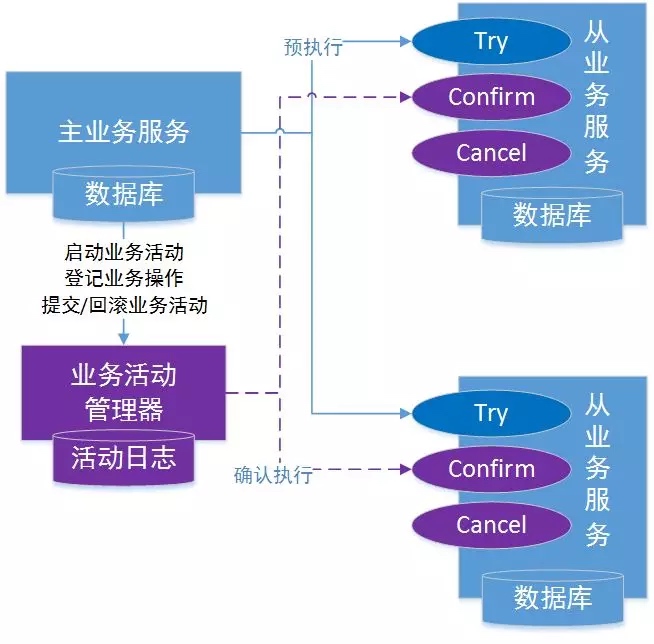 预执行
Try
Confirm
Cancel
从业务服务
数据库
主业务服务
数据库
启动业务活动
登记业务操作
提交/回滚业务活动
业务活动
管理器
活动日志
确认执行
Try
Confirm
Cancel
从业务服务
数据库